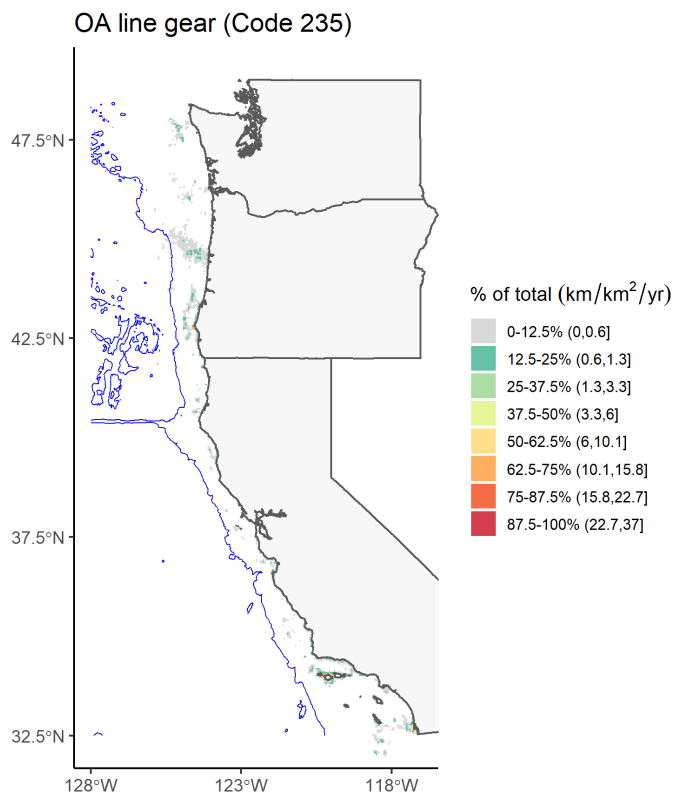 OA line gear (Code 235)
47.5°N
42.5°N
37.5°N
32.5°N
128°W
123°W
118°W
% of total (km/km²/yr)
0-12.5% (0,0.6]
12.5-25% (0.6,1.3]
25-37.5% (1.3,3.3]
37.5-50% (3.3,6]
50-62.5% (6,10.1]
62.5-75% (10.1,15.8]
75-87.5% (15.8,22.7]
87.5-100% (22.7,37]